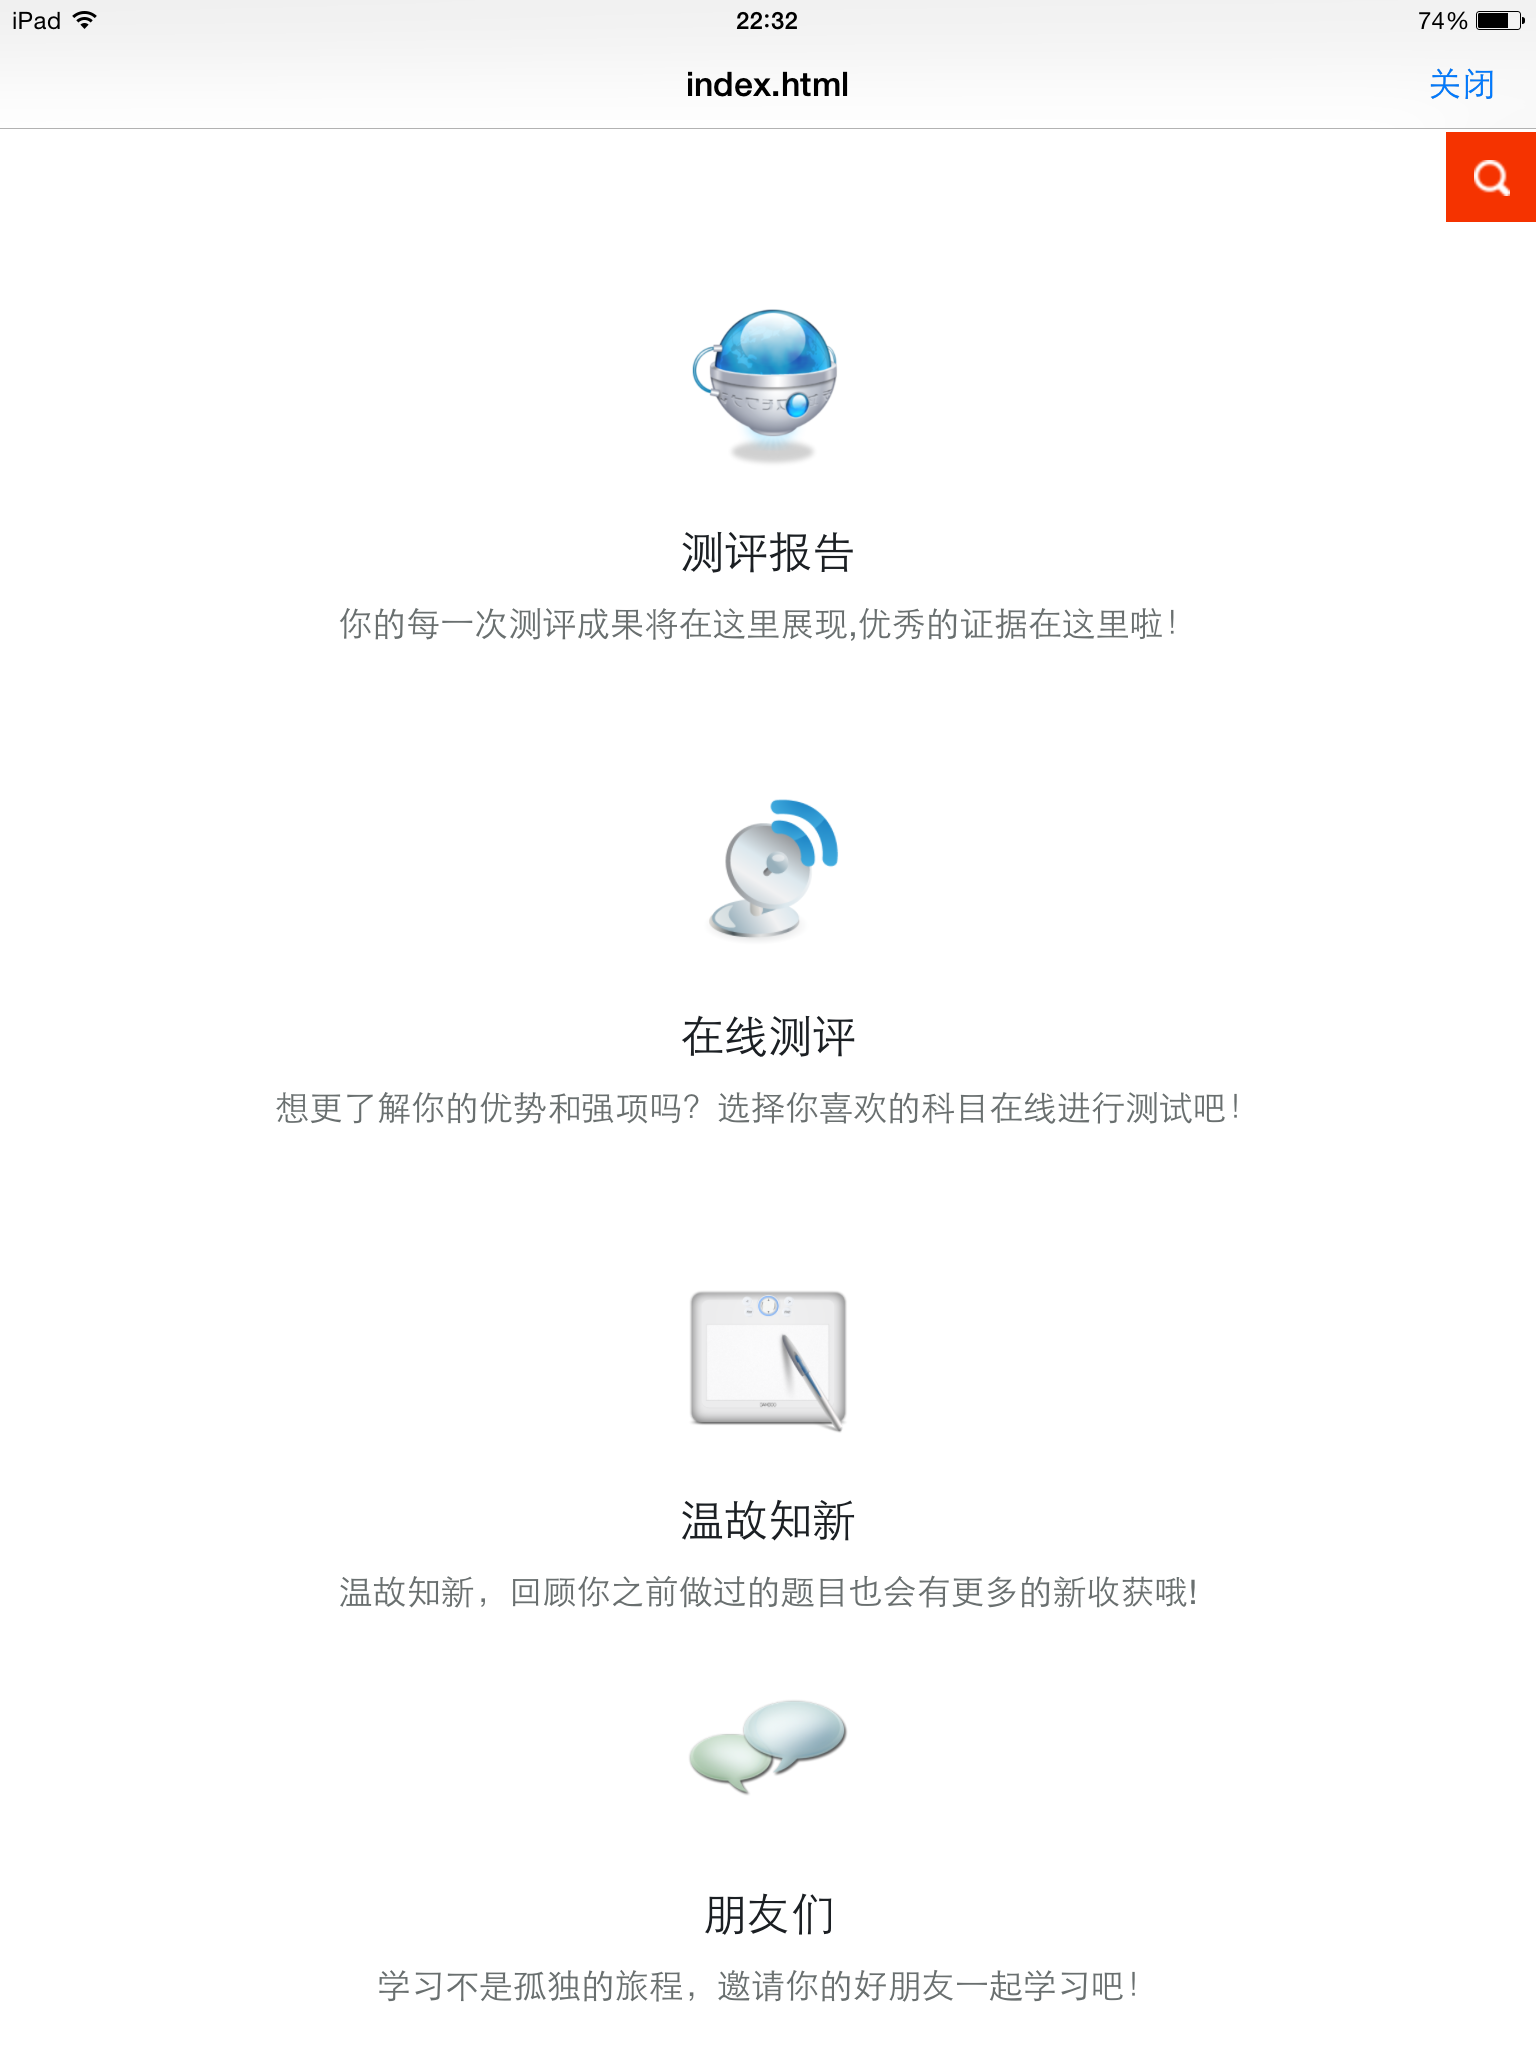 iPad 22:32 74%
index.html 关闭
测评报告
你的每一次测评成果将在这里展现,优秀的证据在这里啦！
在线测评
想更了解你的优势和强项吗？选择你喜欢的科目在线进行测试吧！
温故知新
温故知新，回顾你之前做过的题目也会有更多的新收获哦!
朋友们
学习不是孤独的旅程，邀请你的好朋友一起学习吧！